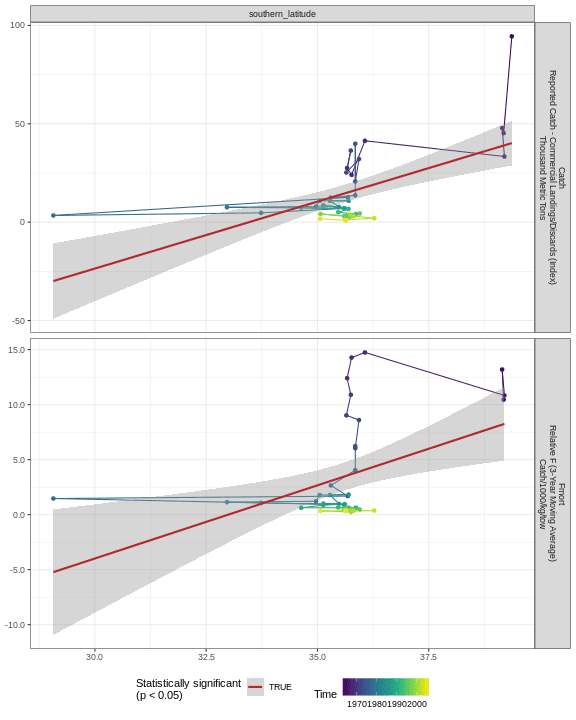 southern_latitude
100
50
0
-50
Catch
Reported Catch - Commercial Landings/Discards (Index)
Thousand Metric Tons
15.0
10.0
5.0
0.0
-5.0
-10.0
Fmort
Relative F (3-Year Moving Average)
Catch/1000/kg/tow
30.0
32.5
35.0
37.5
Statistically significant
(p < 0.05)
TRUE
Time
1970198019902000